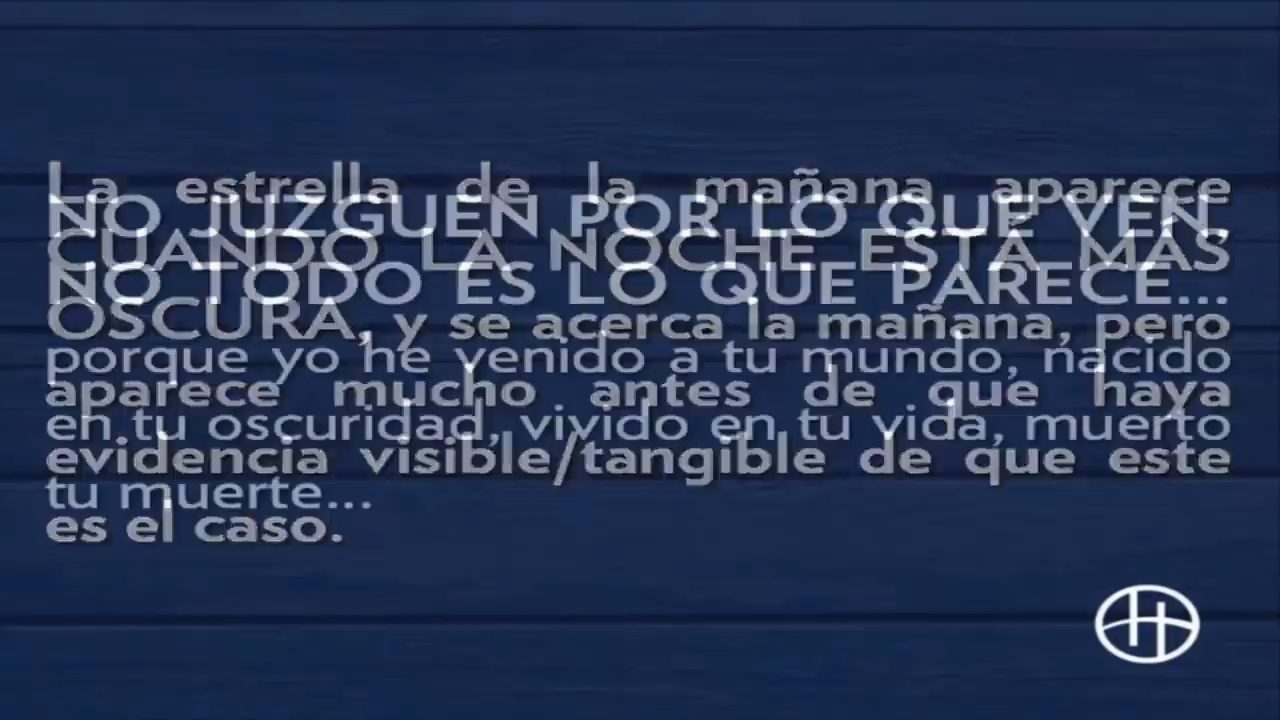 La estrella de la mañana aparece
NO JUZGUEN POR LO QUE VEN,
CUANDO LA NOCHE ESTÁ MÁS
NO TODO ES LO QUE PARECE...
OSCURA, y se acerca la mañana, pero
porque yo he venido a tu mundo, nacido
aparece mucho antes de que haya
en tu oscuridad, vivido en tu vida, muerto
evidencia visible/tangible de que este
tu muerte...
es el caso.